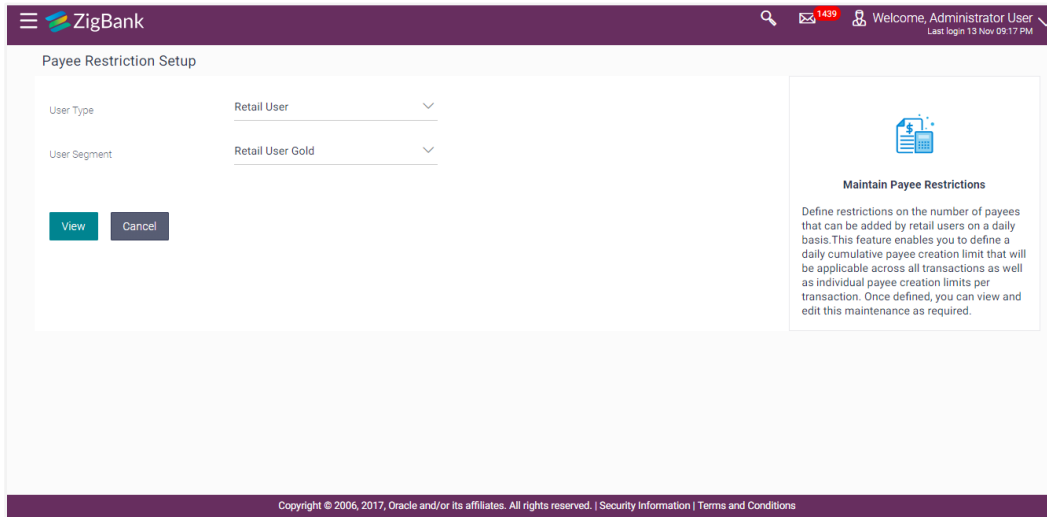 ZigBank
1439
Welcome, Administrator User
Last login 13 Nov 09:17 PM
Payee Restriction Setup
User Type
Retail User
User Segment
Retail User Gold
View
Cancel
Maintain Payee Restrictions
Define restrictions on the number of payees
that can be added by retail users on a daily
basis.This feature enables you to define a
daily cumulative payee creation limit that will
be applicable across all transactions as well
as individual payee creation limits per
transaction. Once defined, you can view and
edit this maintenance as required.
Copyright © 2006, 2017, Oracle and/or its affiliates. All rights reserved. | Security Information | Terms and Conditions